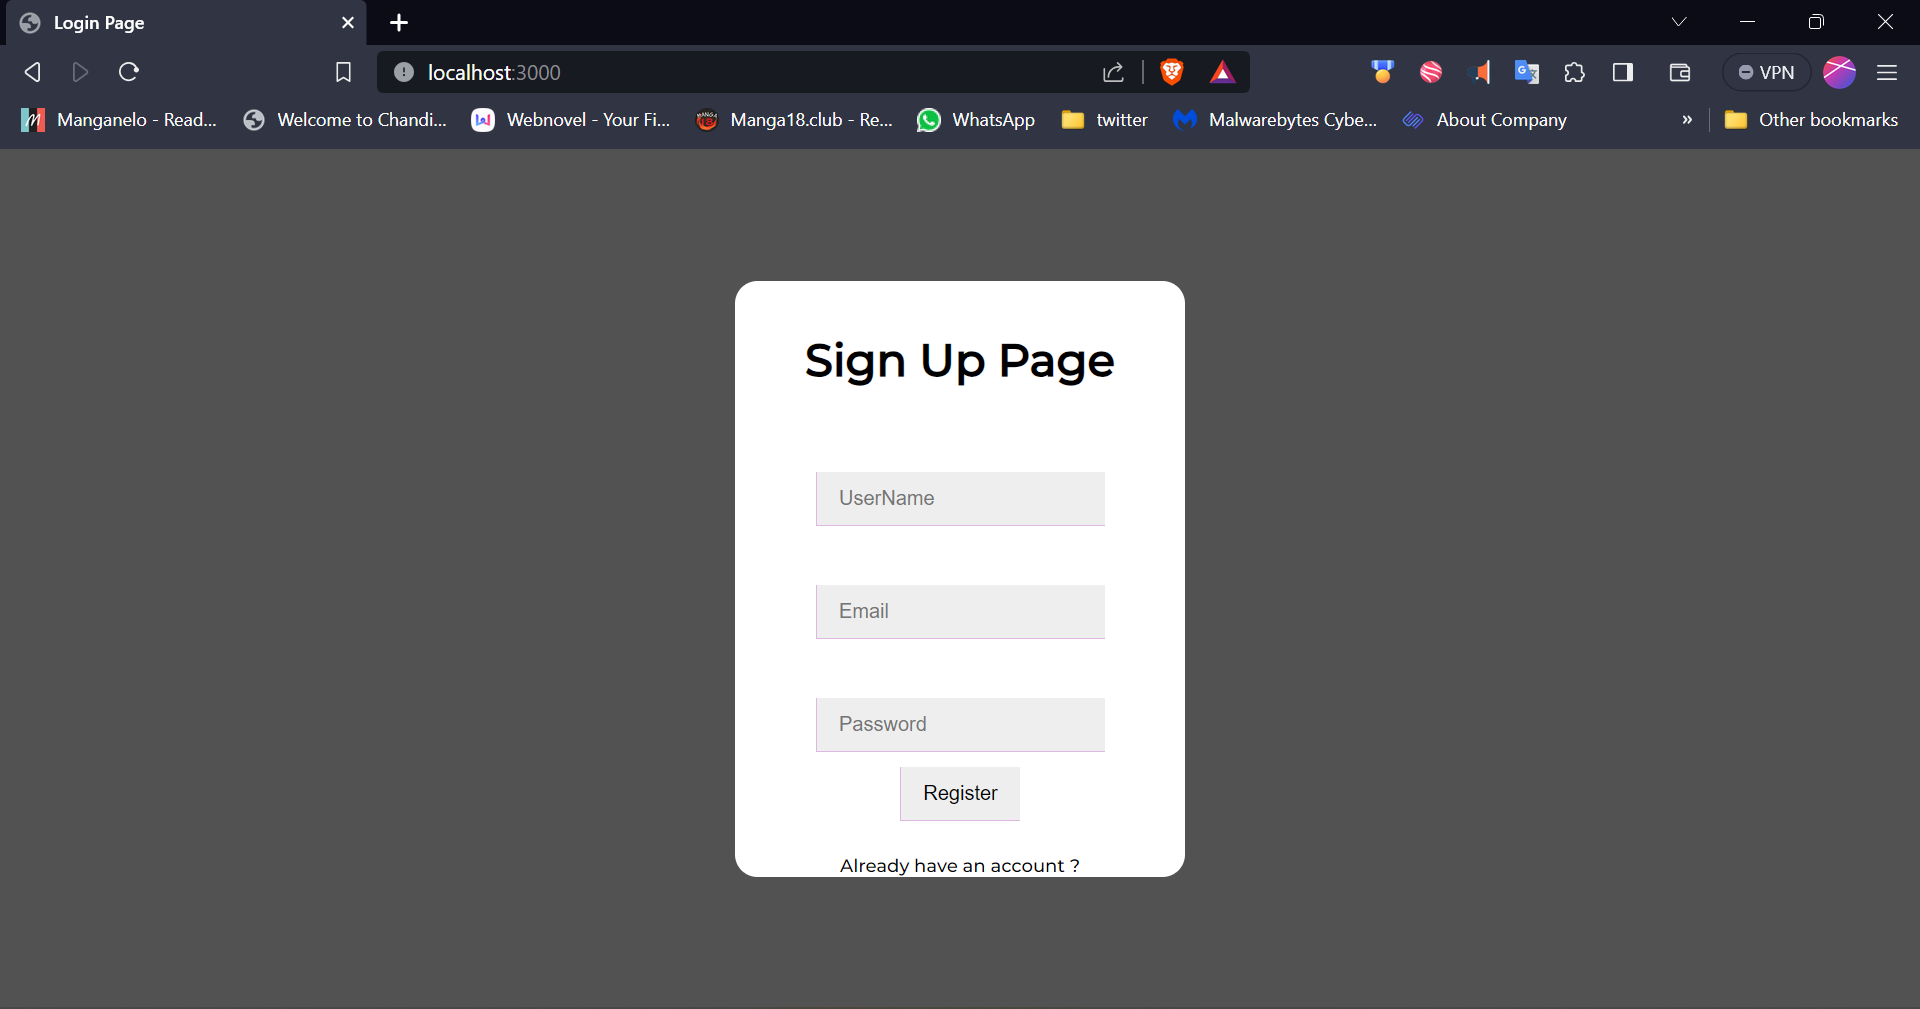 Login Page
localhost:3000
VPN
Manganelo - Read...
Welcome to Chandi...
Webnovel - Your Fi...
Manga18.club - Re...
WhatsApp
twitter
Malwarebytes Cybe...
About Company
»
Other bookmarks
Sign Up Page
UserName
Email
Password
Register
Already have an account ?